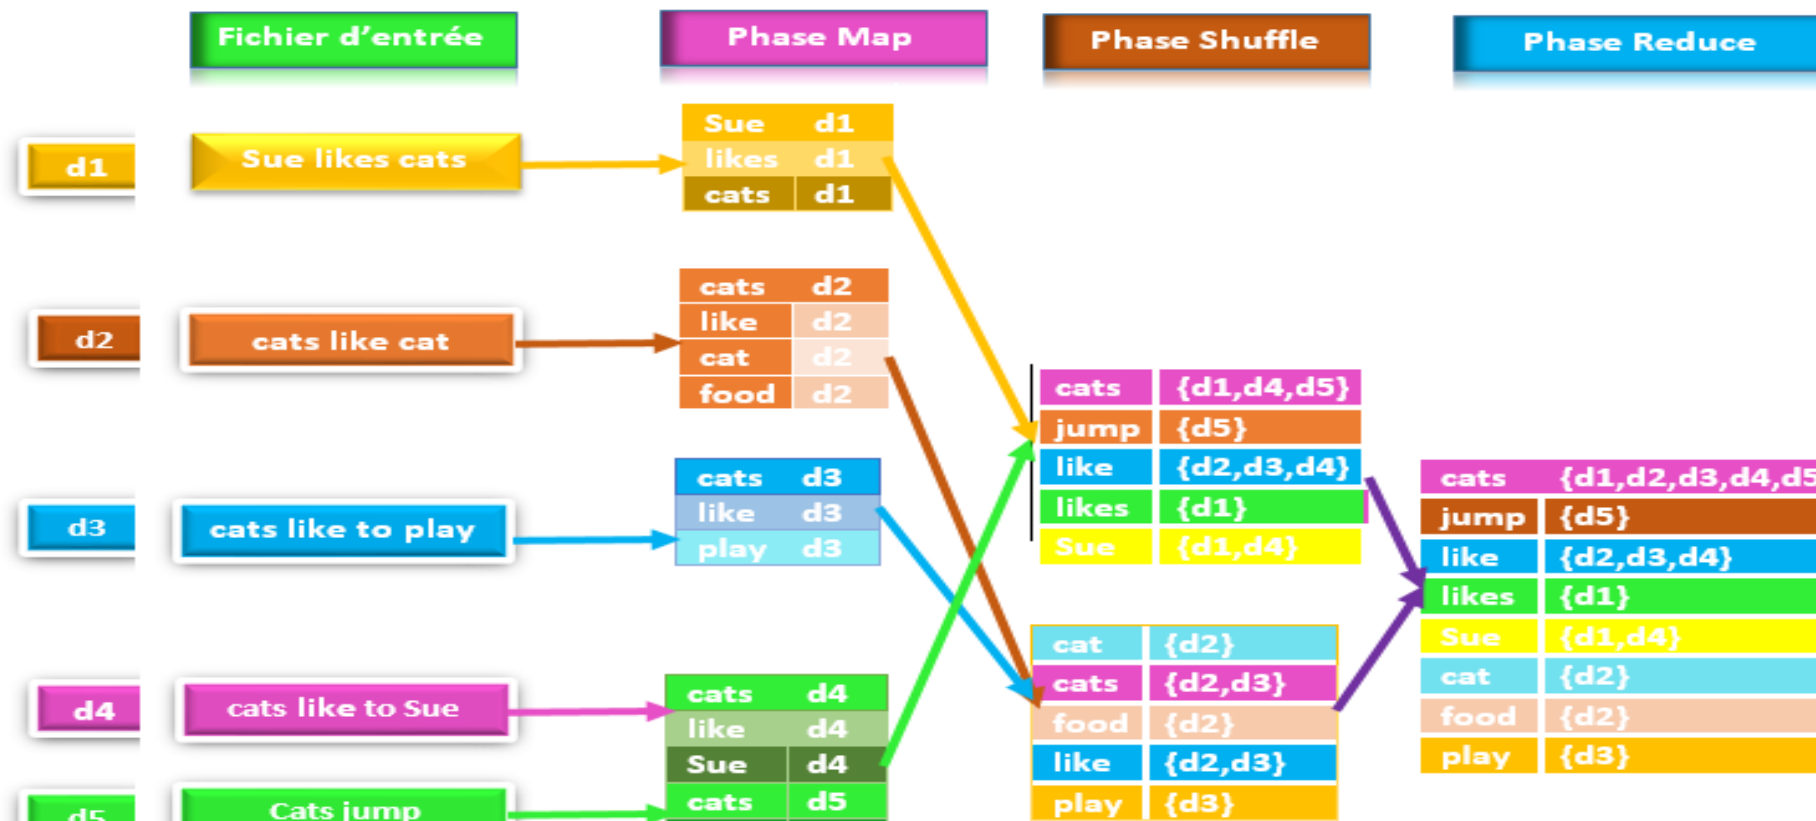 Fichier d'entrée
Phase Map
Phase Shuffle
Phase Reduce
d1
Sue likes cats
Sue d1
likes d1
cats d1
d2
cats like cat
cats d2
like d2
cat d2
food d2
d3
cats like to play
cats d3
like d3
play d3
d4
cats like to Sue
cats d4
like d4
Sue d4
cats d5
d5
Cats jump
cats {d1,d4,d5}
jump {d5}
like {d2,d3,d4}
likes {d1}
Sue {d1,d4}
cat {d2}
cats {d2,d3}
food {d2}
like {d2,d3}
play {d3}
cats {d1,d2,d3,d4,d5
jump {d5}
like {d2,d3,d4}
likes {d1}
Sue {d1,d4}
cat {d2}
food {d2}
play {d3}